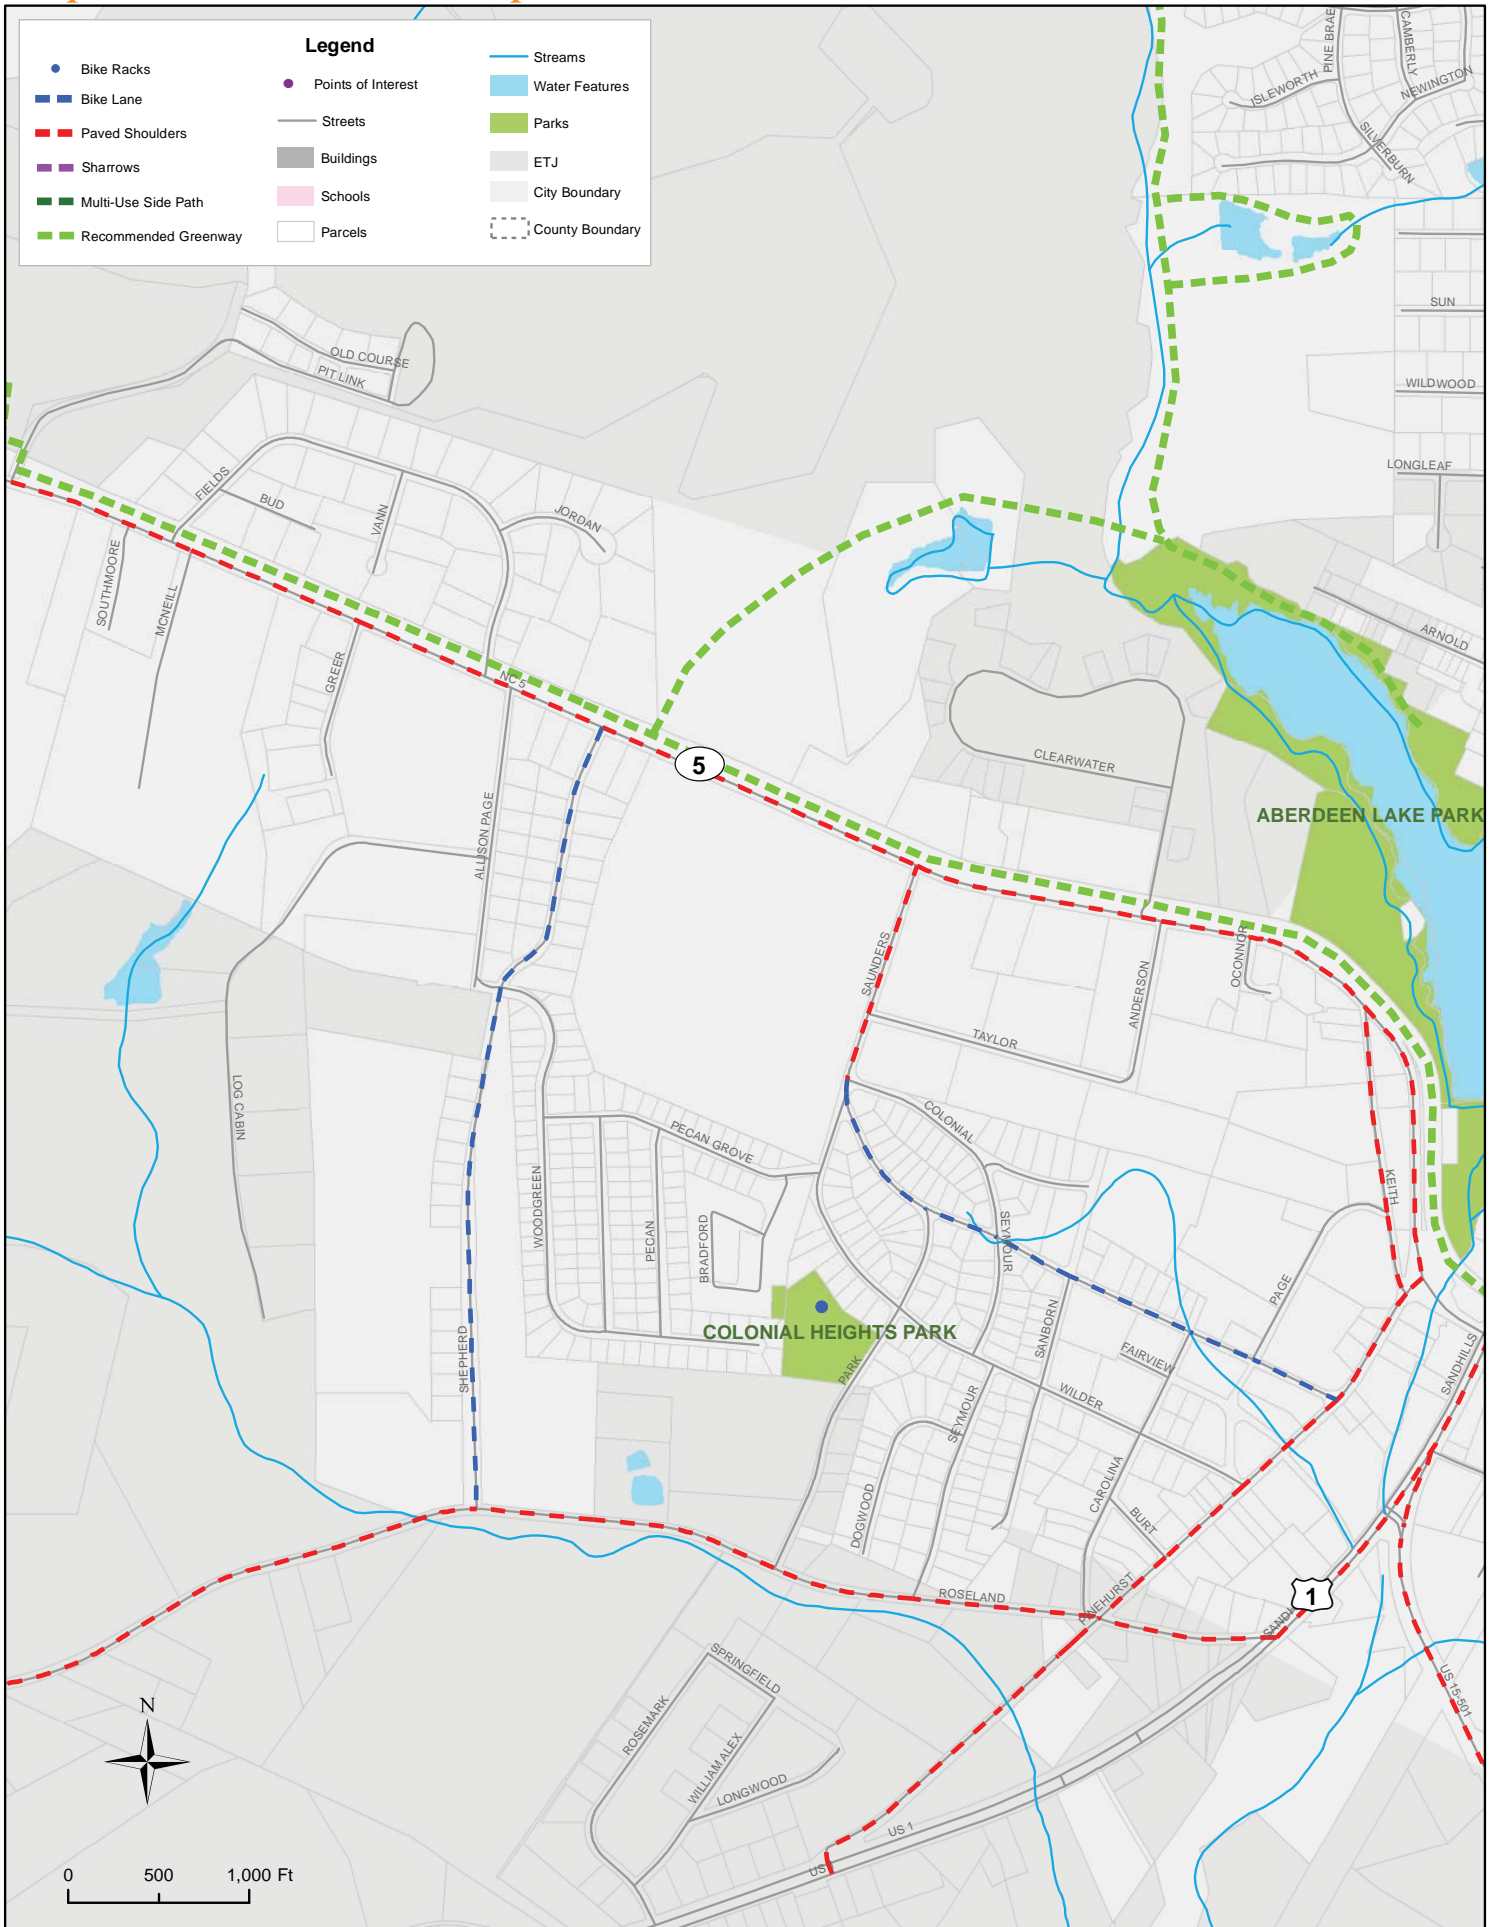 Legend
Bike Racks
Bike Lane
Paved Shoulders
Sharrows
Multi-Use Side Path
Recommended Greenway
Points of Interest
Streets
Buildings
Schools
Parcels
Streams
Water Features
Parks
ETJ
City Boundary
County Boundary
PINE BRAE
CAMBERLY
ISLEWORTH
NEWINGTON
SILVERBURN
SUN
WILDWOOD
LONGLEAF
OLD COURSE
PIT LINK
FIELDS
BUD
VANN
JORDAN
SOUTHMOORE
MCNEILL
GREER
NC 5
5
ARNOLD
CLEARWATER
ABERDEEN LAKE PARK
ALLISON PAGE
SAUNDERS
OCONNOR
ANDERSON
TAYLOR
LOG CABIN
COLONIAL
PECAN GROVE
WOODGREEN
PECAN
BRADFORD
SEYMOUR
KEITH
PAGE
COLONIAL HEIGHTS PARK
SHEPHERD
PARK
SANBORN
FAIRVIEW
WILDER
SANDHILLS
SEYMOUR
DOGWOOD
CAROLINA
BURT
ROSELAND
PINEHURST
1
US 15-501
SPRINGFIELD
ROSEMARK
WILLIAM ALEX
LONGWOOD
US 1
US
N
0 500 1,000 Ft